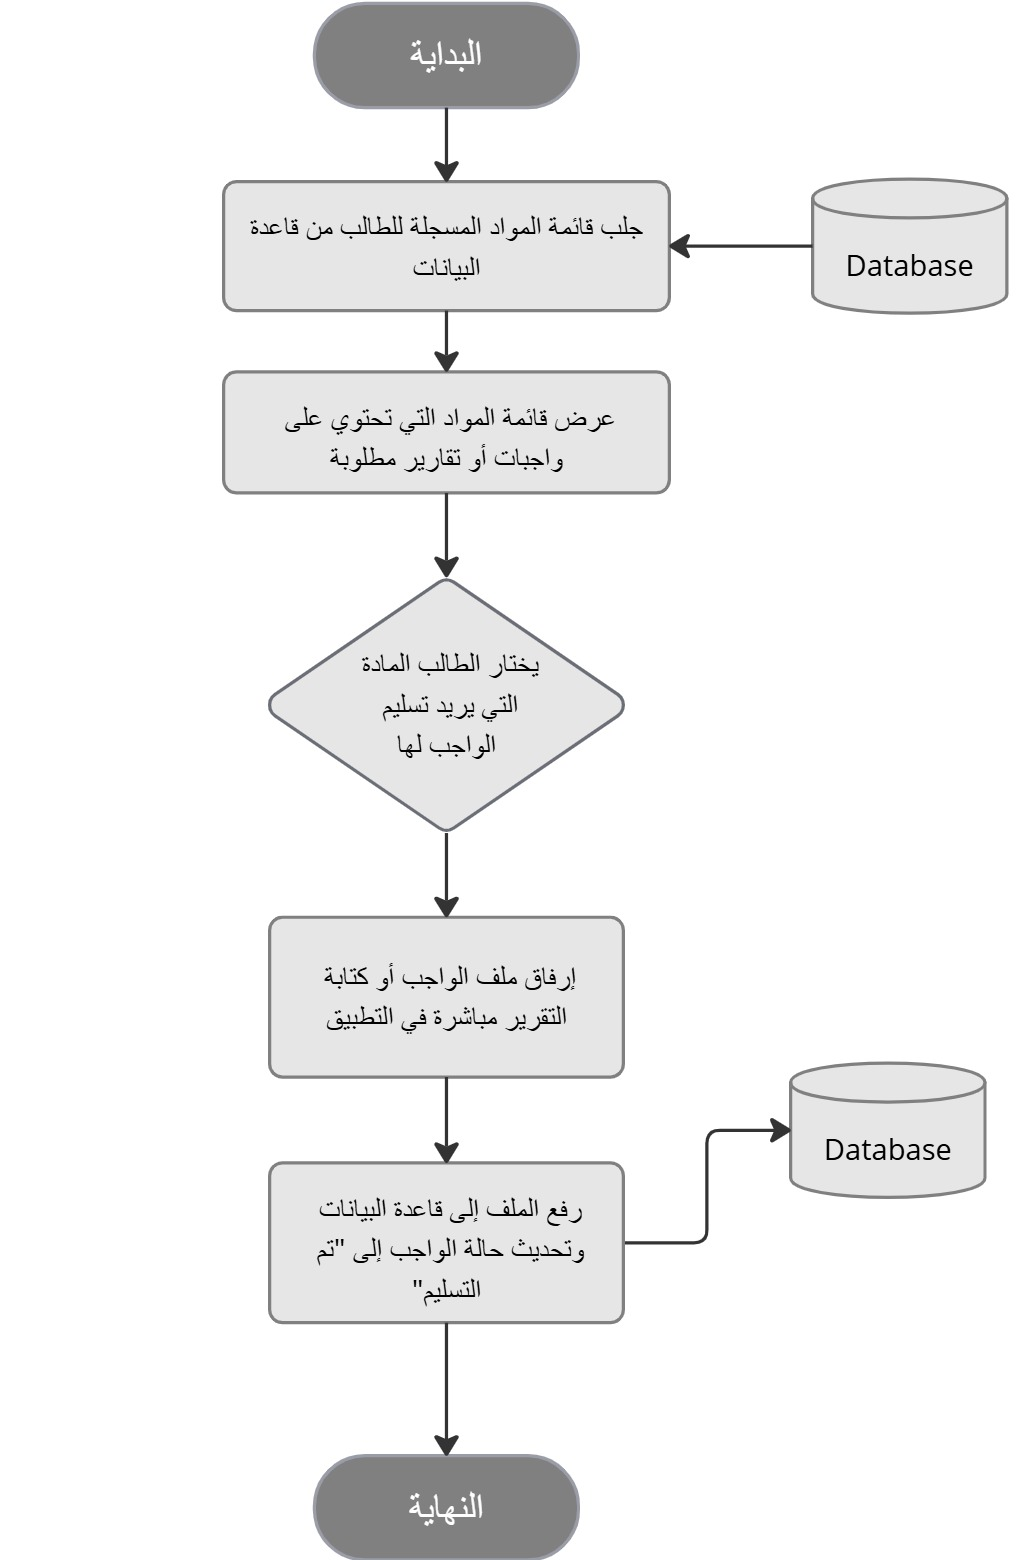 البداية
جلب قائمة المواد المسجلة للطالب من قاعدة
البيانات
Database
عرض قائمة المواد التي تحتوي على
واجبات أو تقارير مطلوبة
يختار الطالب المادة
التي يريد تسليم
الواجب لها
إرفاق ملف الواجب أو كتابة
التقرير مباشرة في التطبيق
Database
رفع الملف إلى قاعدة البيانات
وتحديث حالة الواجب إلى "تم
التسليم"
النهاية